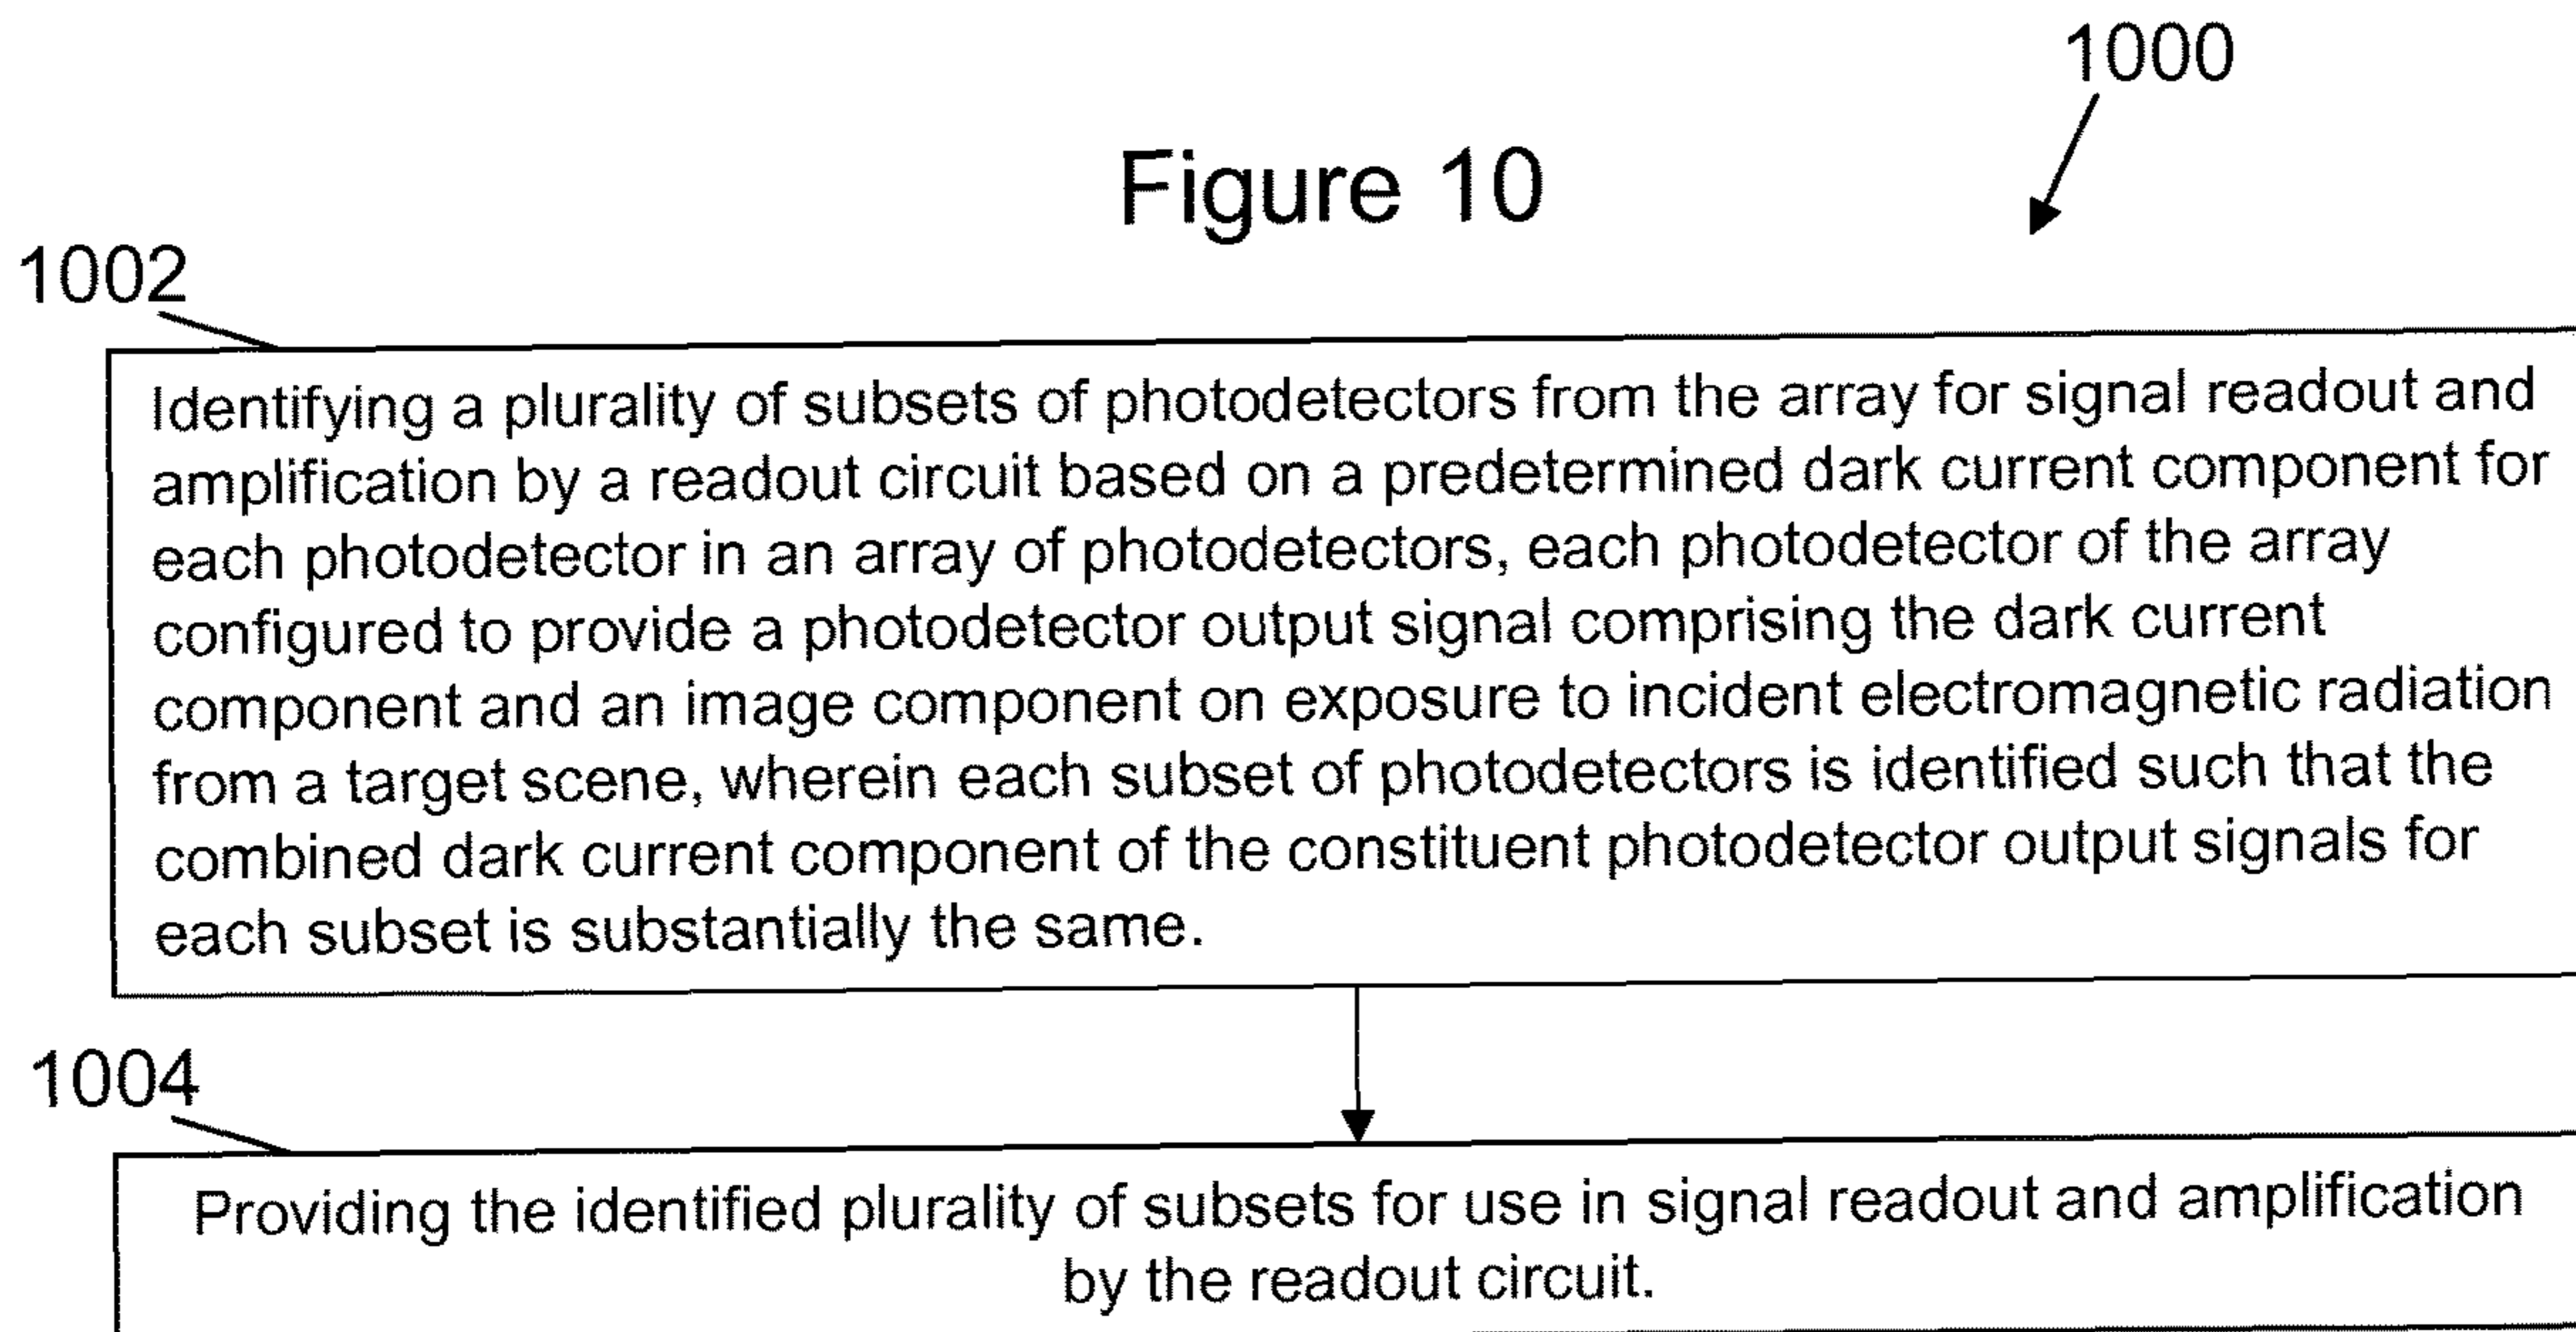 1000
Figure 10
1002
Identifying a plurality of subsets of photodetectors from the array for signal readout and
amplification by a readout circuit based on a predetermined dark current component for
each photodetector in an array of photodetectors, each photodetector of the array
configured to provide a photodetector output signal comprising the dark current
component and an image component on exposure to incident electromagnetic radiation
from a target scene, wherein each subset of photodetectors is identified such that the
combined dark current component of the constituent photodetector output signals for
each subset is substantially the same.
1004
Providing the identified plurality of subsets for use in signal readout and amplification
by the readout circuit.